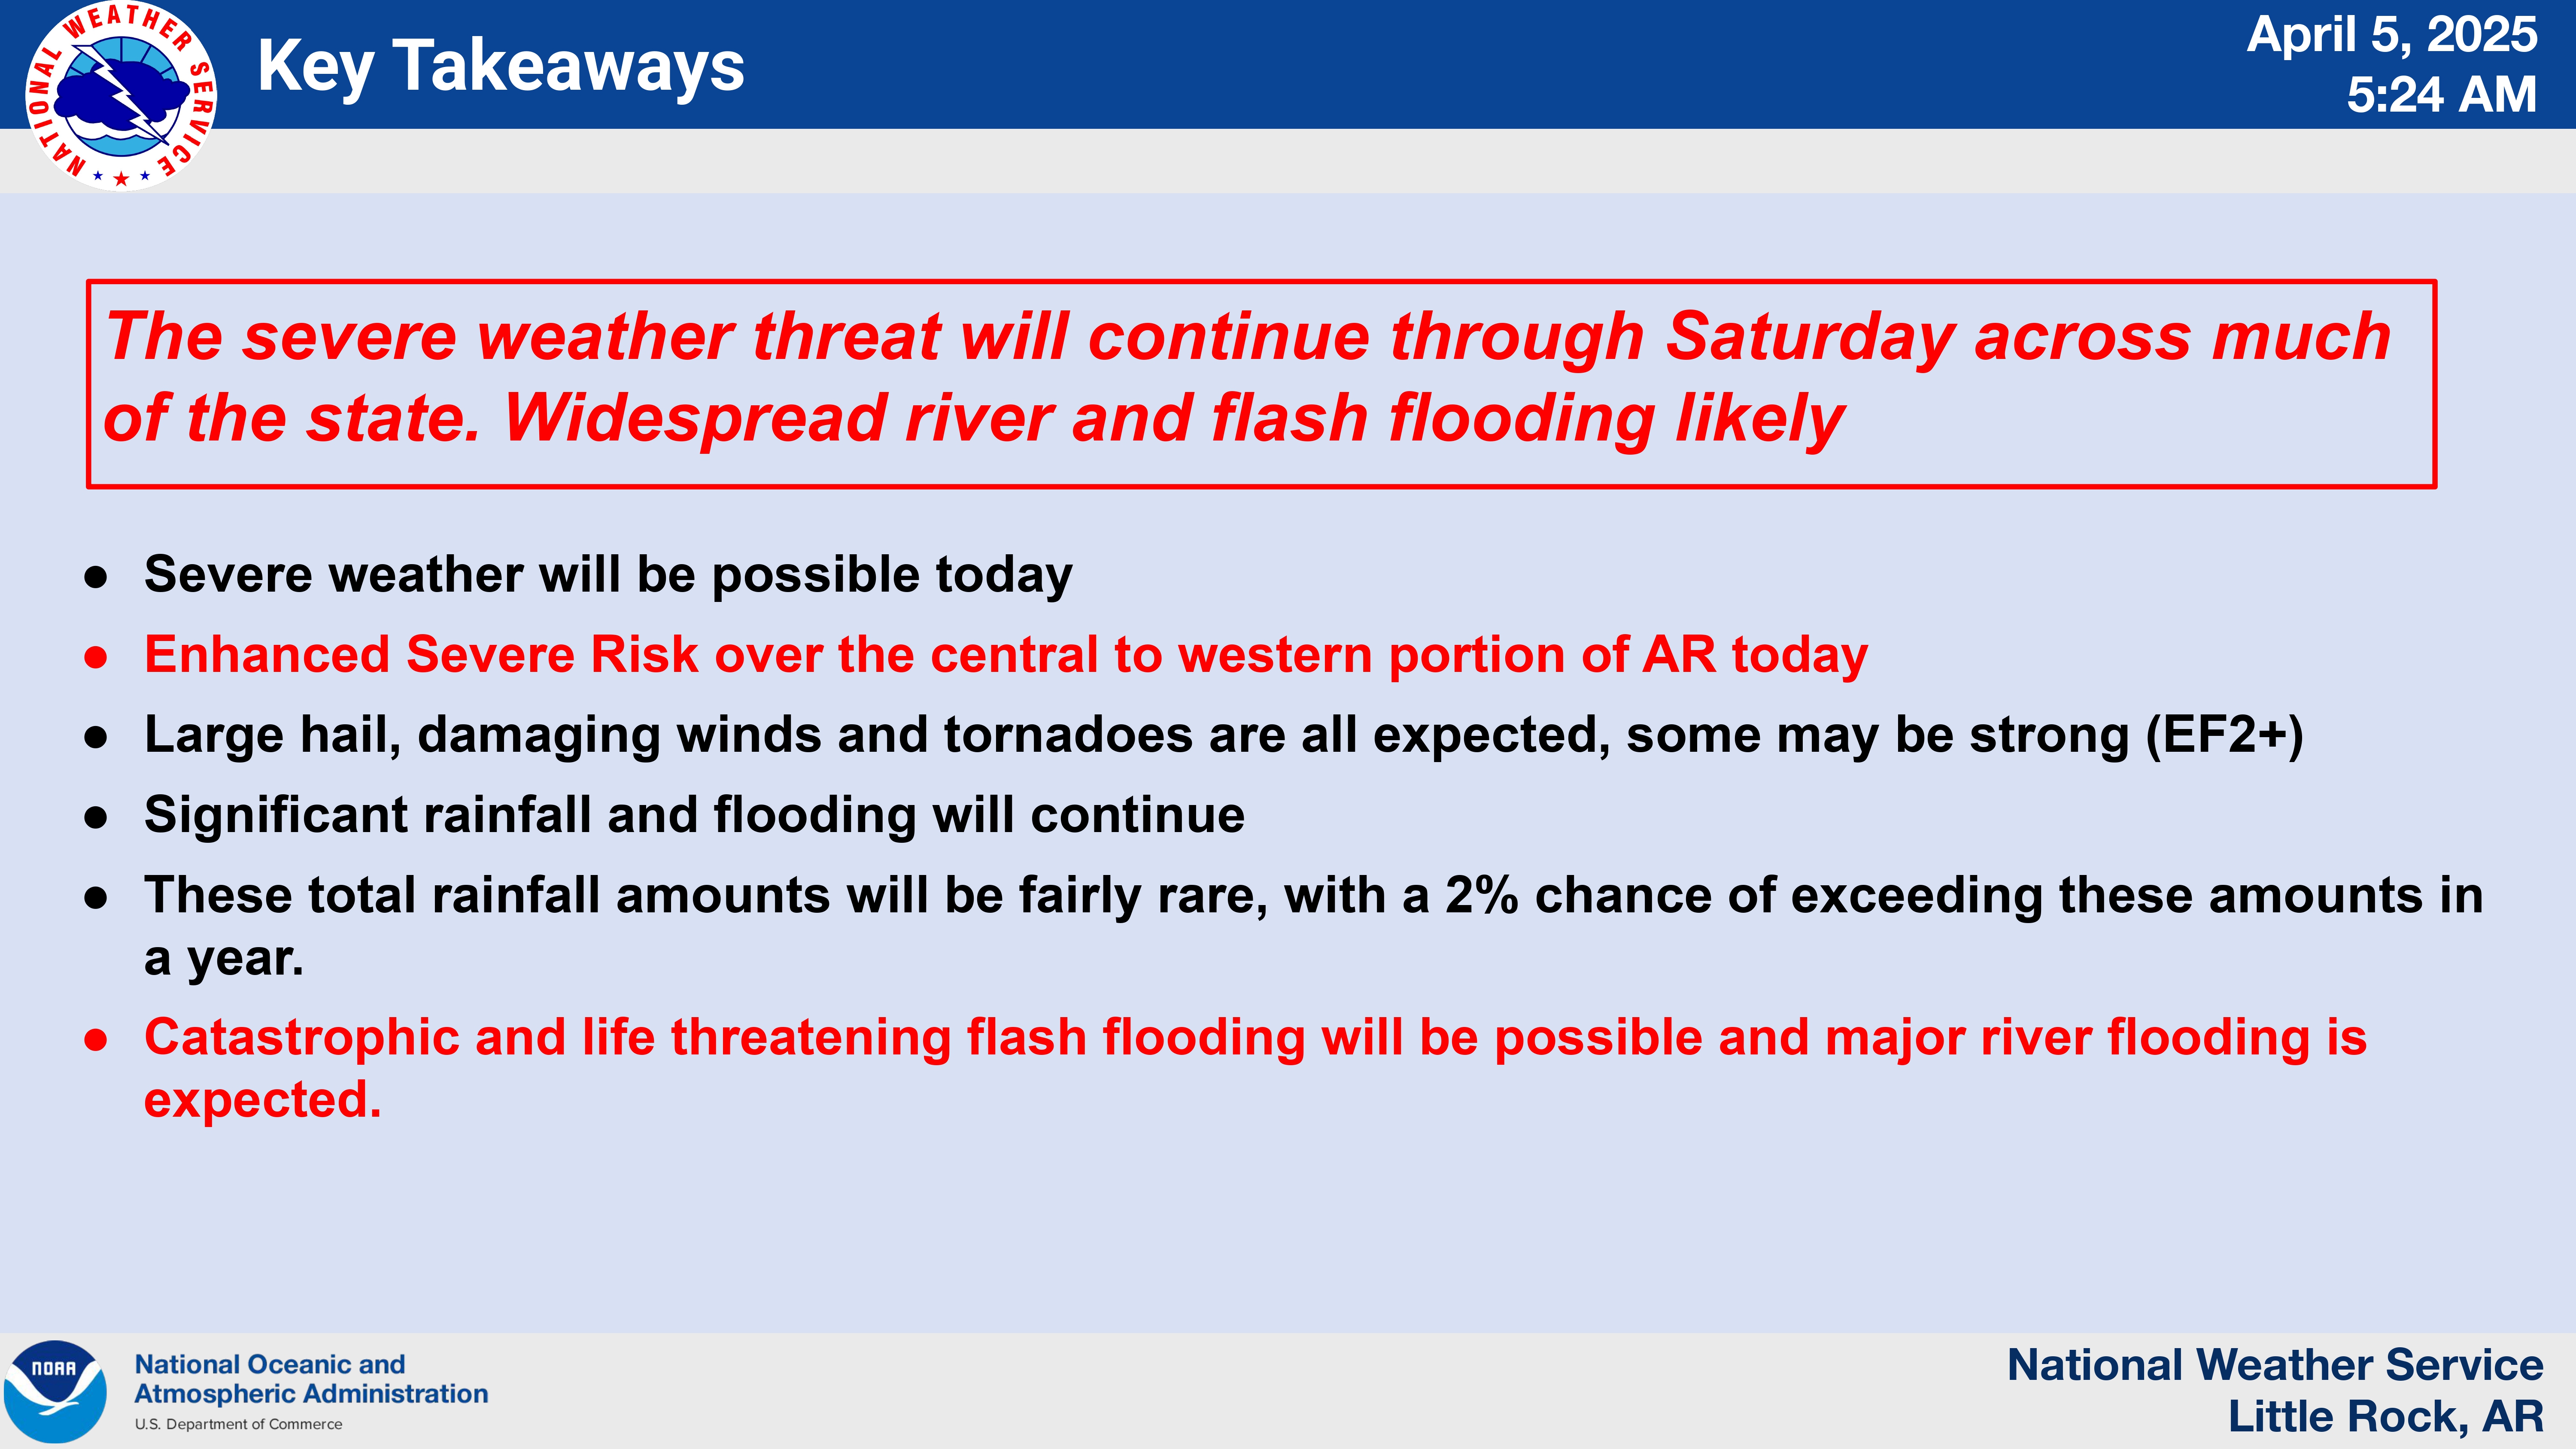 NATIONAL WEATHER SERVICE
Key Takeaways
April 5, 2025
5:24 AM
The severe weather threat will continue through Saturday across much
of the state. Widespread river and flash flooding likely
● Severe weather will be possible today
● Enhanced Severe Risk over the central to western portion of AR today
● Large hail, damaging winds and tornadoes are all expected, some may be strong (EF2+)
● Significant rainfall and flooding will continue
● These total rainfall amounts will be fairly rare, with a 2% chance of exceeding these amounts in
a year.
● Catastrophic and life threatening flash flooding will be possible and major river flooding is
expected.
NOAA
National Oceanic and
Atmospheric Administration
U.S. Department of Commerce
National Weather Service
Little Rock, AR